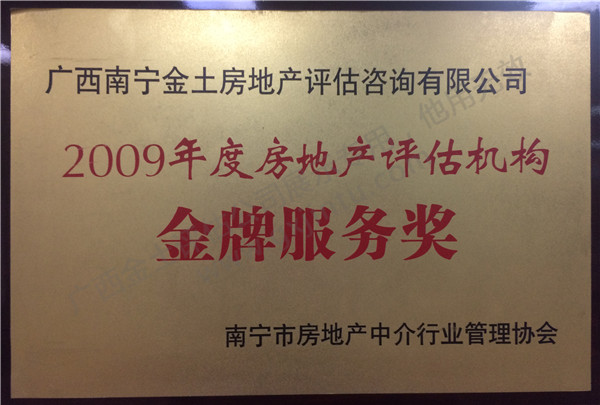 广西南宁金土房地产评估咨询有限公司
2009年度房地产评估机构
金牌服务奖
南宁市房地产中介行业管理协会